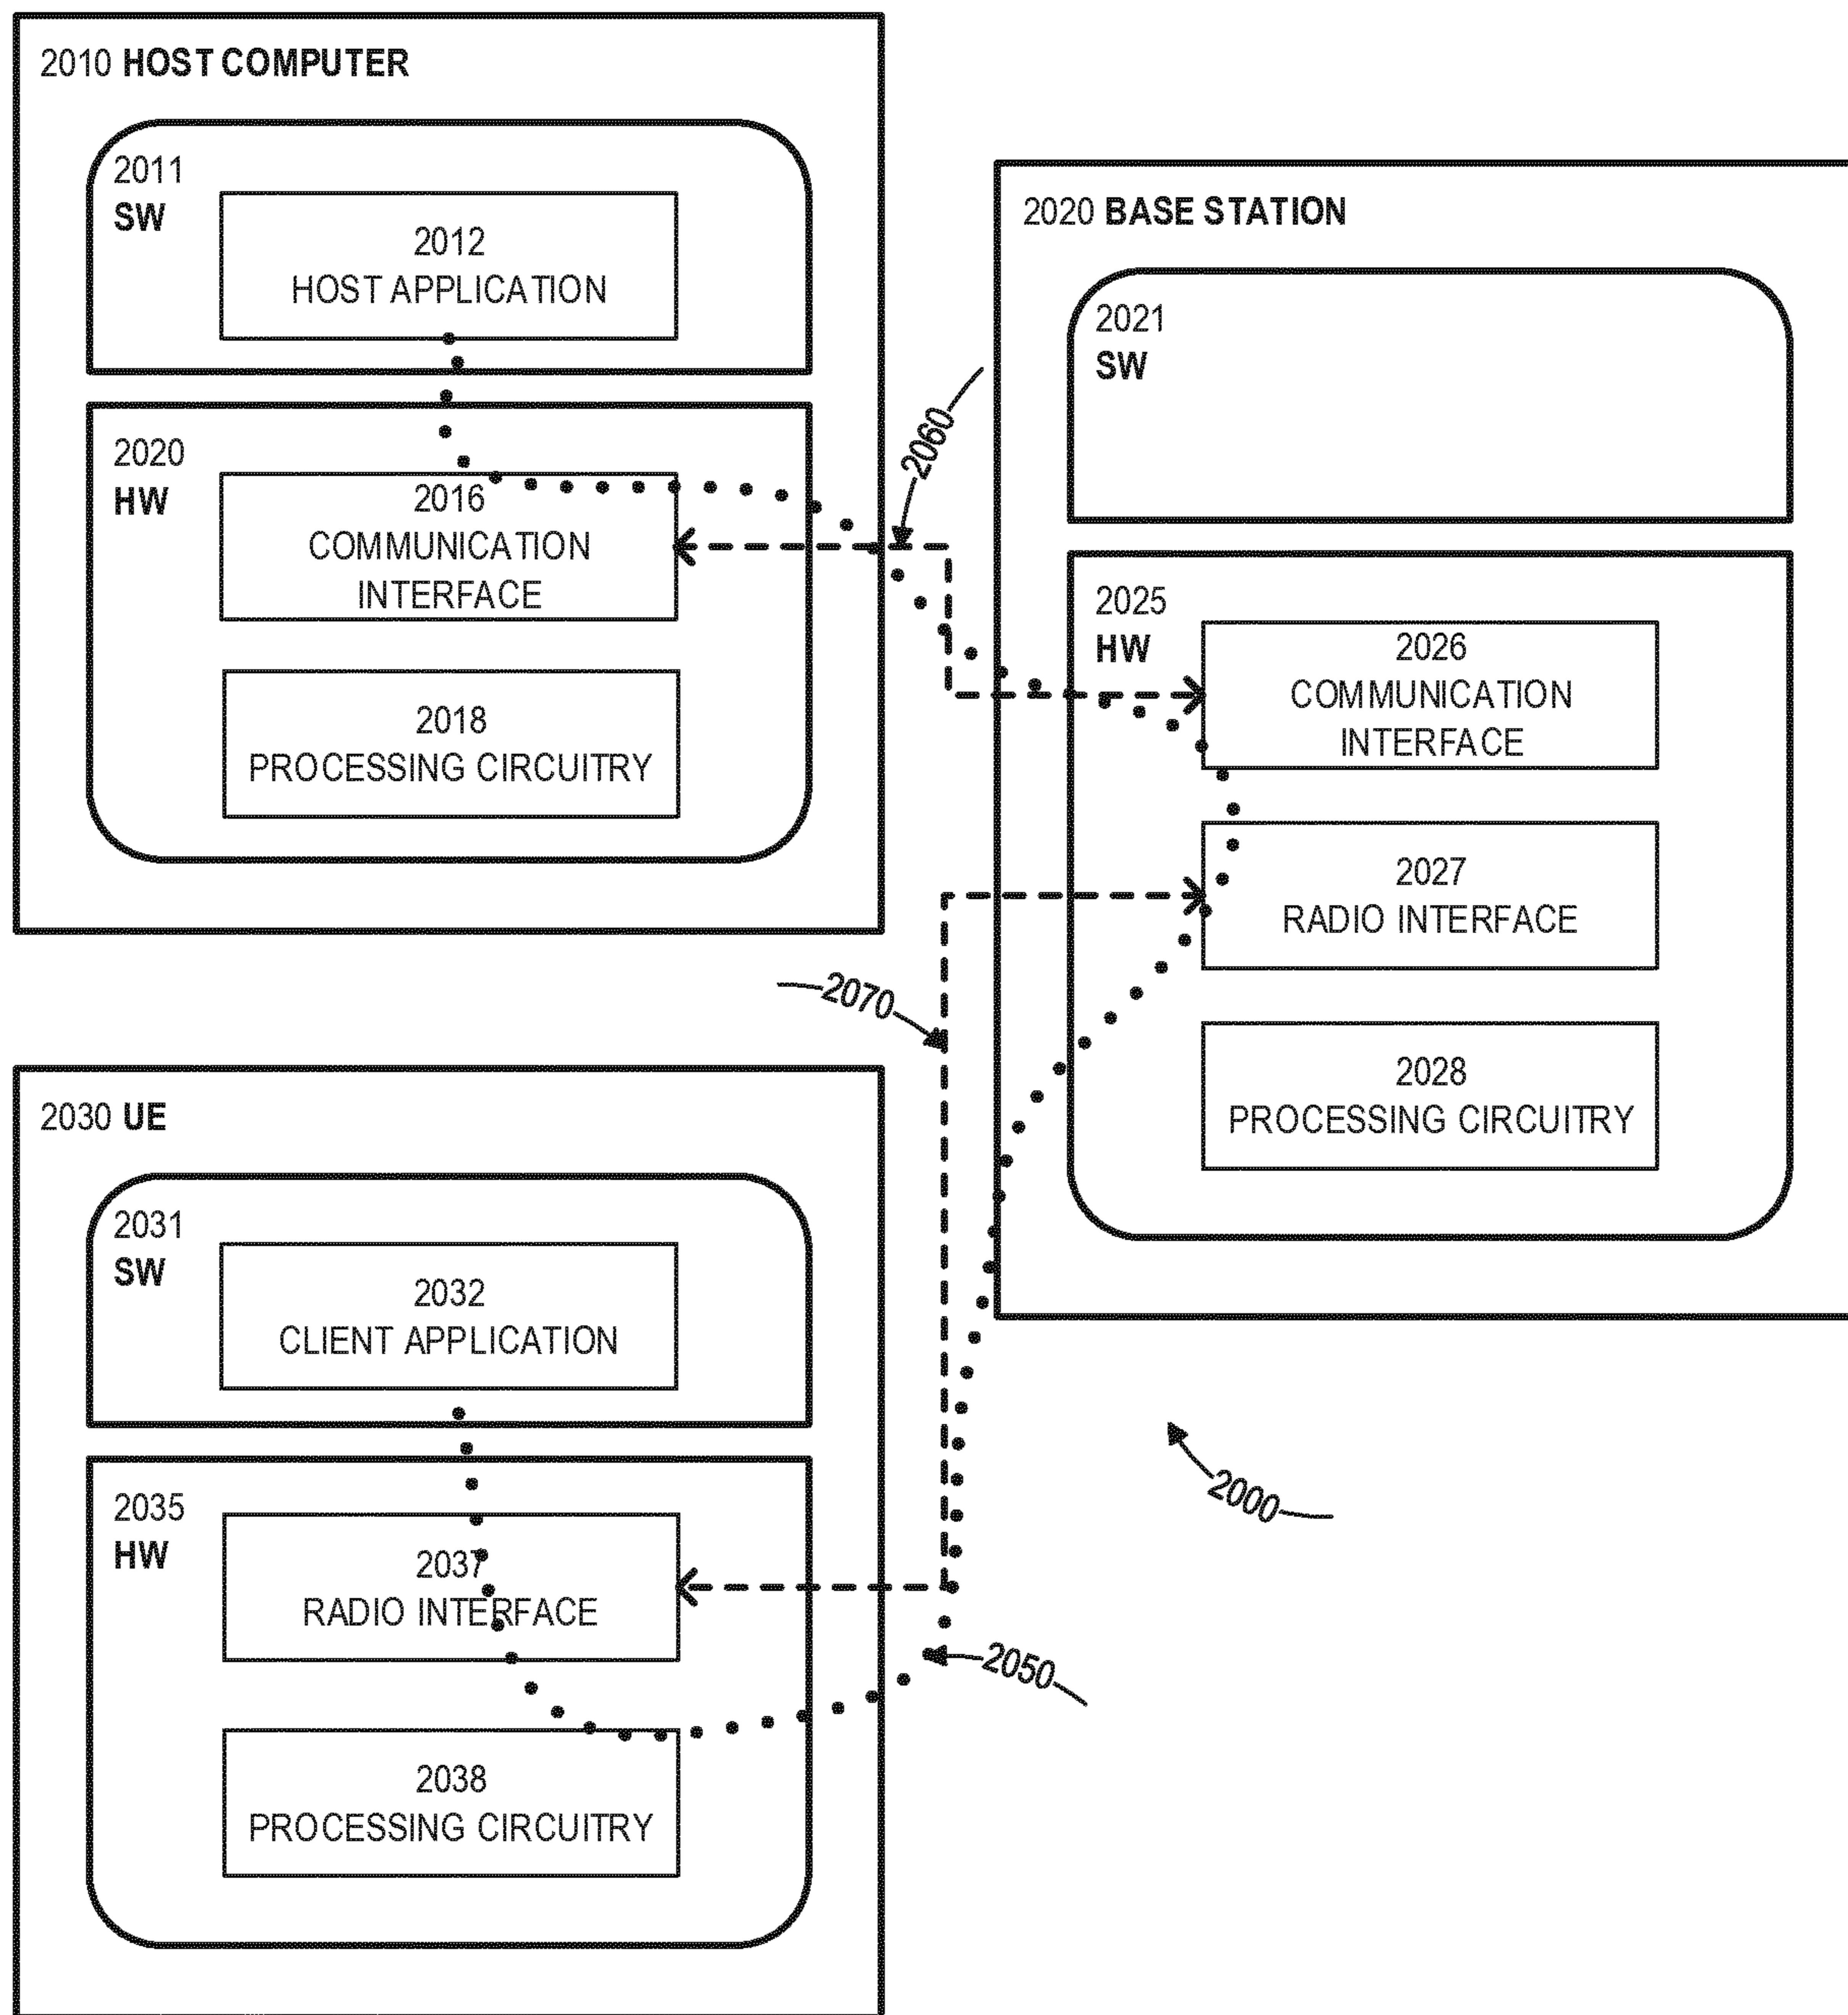 2010 HOST COMPUTER
2011
SW
2012
HOST APPLICATION
2020
HW
2016
COMMUNICATION
INTERFACE
2018
PROCESSING CIRCUITRY
2060
2020 BASE STATION
2021
SW
2025
HW
2026
COMMUNICATION
INTERFACE
2027
RADIO INTERFACE
2028
PROCESSING CIRCUITRY
2070
2030 UE
2031
SW
2032
CLIENT APPLICATION
2035
HW
2037
RADIO INTERFACE
2038
PROCESSING CIRCUITRY
2000
2050